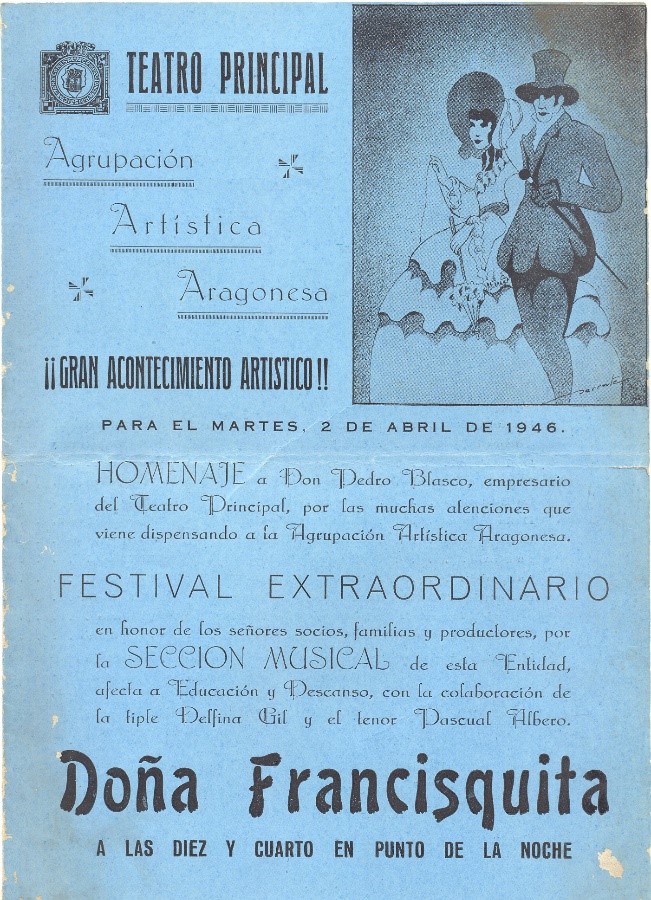 TEATRO PRINCIPAL
Agrupación
Artística
Aragonesa
¡¡GRAN ACONTECIMIENTO ARTISTICO!!
PARA EL MARTES, 2 DE ABRIL DE 1946.
HOMENAJE a Don Pedro Blasco, empresario
del Teatro Principal, por las muchas atenciones que
viene dispensando a la Agrupación Artística Aragonesa.
FESTIVAL EXTRAORDINARIO
en honor de los señores socios, familias y productores, por
la SECCION MUSICAL de esta Entidad,
afecta a Educación y Descanso, con la colaboración de
la tiple Delfina Gil y el tenor Pascual Albero.
Doña Francisquita
A LAS DIEZ Y CUARTO EN PUNTO DE LA NOCHE